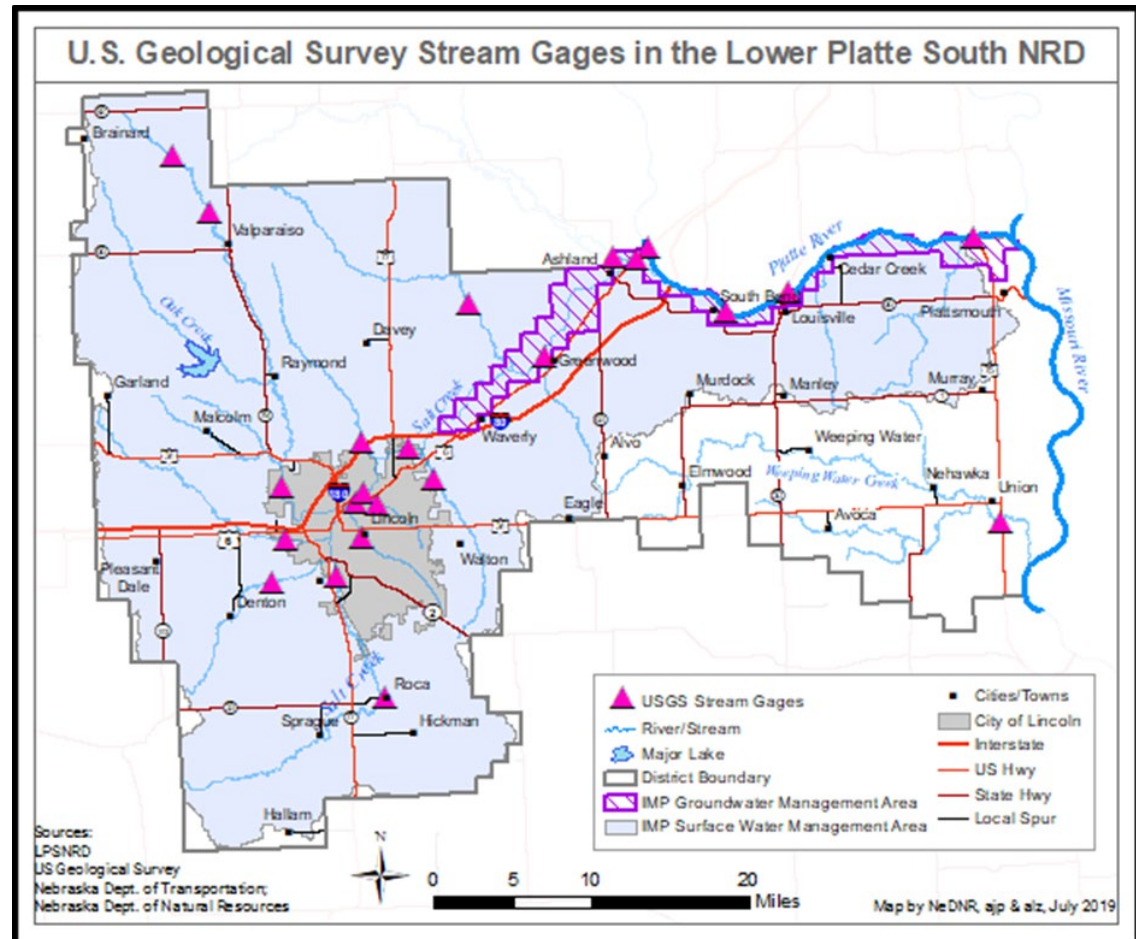 U.S. Geological Survey Stream Gages in the Lower Platte South NRD
Brainard
Valparaiso
Ashland
Platte River
Cedar Creek
South Bend
Louisville
Plattsmouth
Missouri River
Oak Creek
Davey
Raymond
Garland
Malcolm
Greenwood
Salt Creek
Waverly
Murdock
Manley
Murray
Alvo
Weeping Water
Elmwood
Weeping Water Creek
Nehawka
Union
Eagle
Avoca
Lincoln
6
Pleasant
Dale
Denton
Walton
2
Salt Creek
Roca
Sprague
Hickman
Hallam
USGS Stream Gages
River/Stream
Major Lake
District Boundary
IMP Groundwater Management Area
IMP Surface Water Management Area
Cities/Towns
City of Lincoln
Interstate
US Hwy
State Hwy
Local Spur
Sources:
LPSNRD
US Geological Survey
Nebraska Dept. of Transportation;
Nebraska Dept. of Natural Resources
N
0 5 10 20
Miles
Map by NeDNR, ajp & alz, July 2019